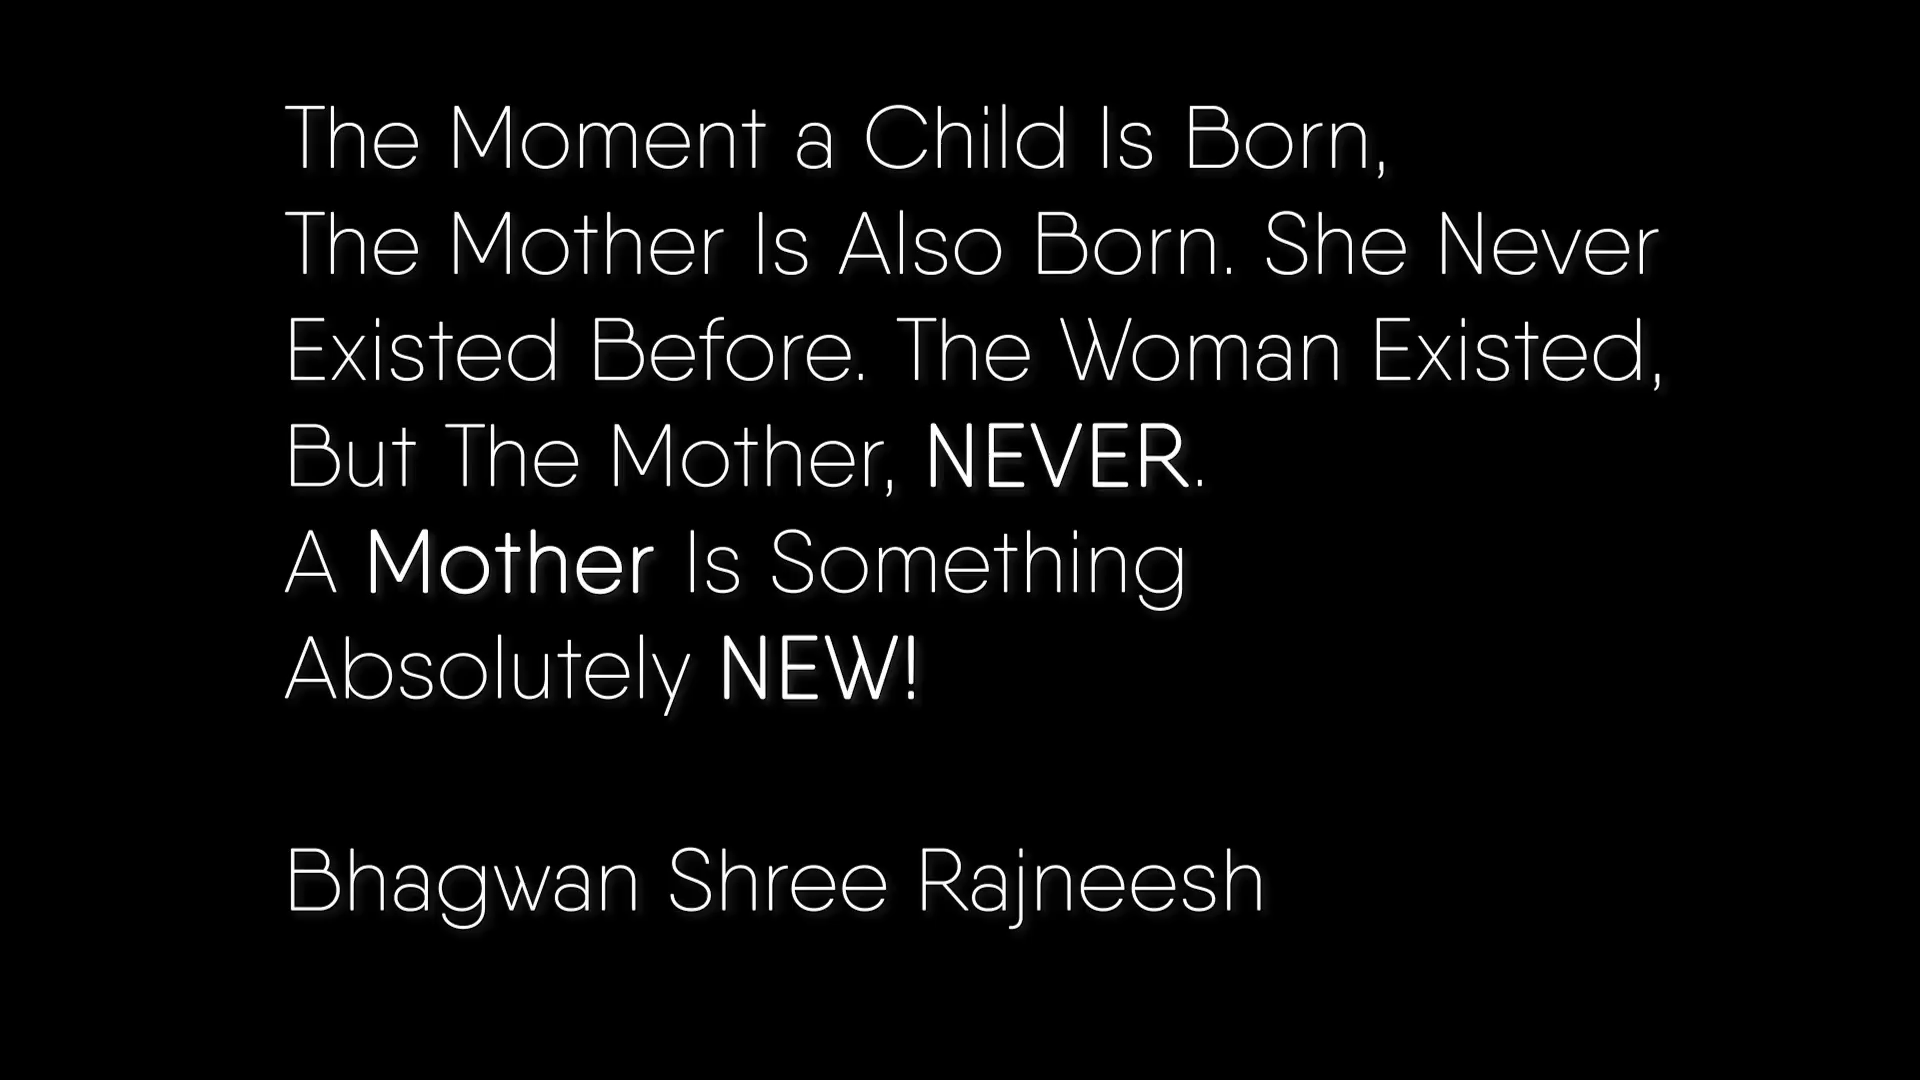 The Moment a Child Is Born,
The Mother Is Also Born. She Never
Existed Before. The Woman Existed,
But The Mother, NEVER.
A Mother Is Something
Absolutely NEW!
Bhagwan Shree Rajneesh